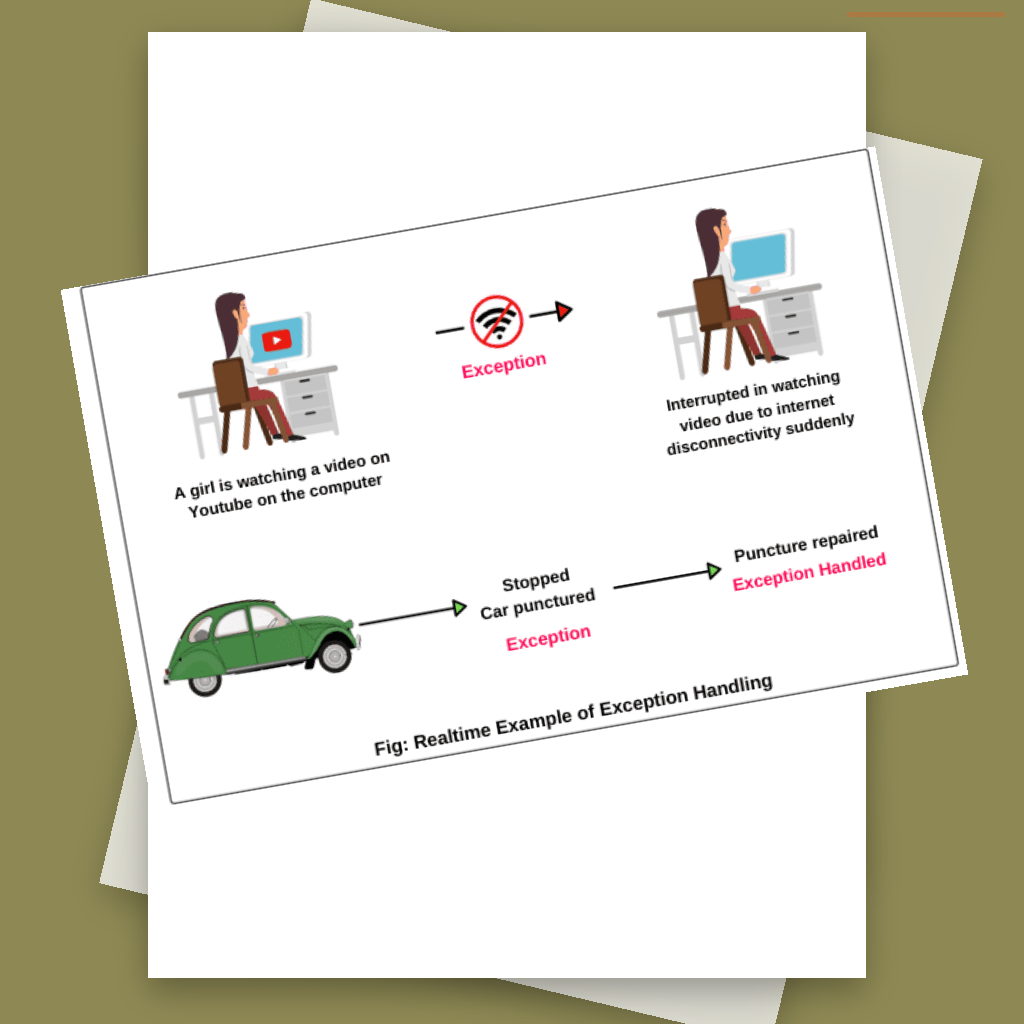 A girl is watching a video on
Youtube on the computer
Exception
Interrupted in watching
video due to internet
disconnectivity suddenly
Stopped
Car punctured
Exception
Puncture repaired
Exception Handled
Fig: Realtime Example of Exception Handling